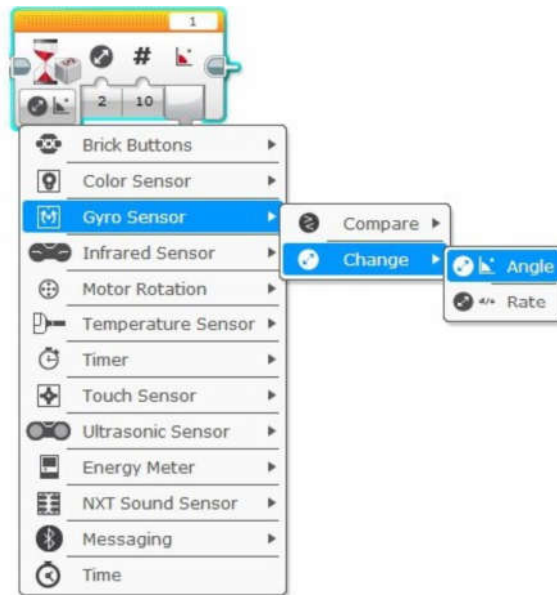 1
#
2 10
Brick Buttons
Color Sensor
Gyro Sensor
Compare
Infrared Sensor
Change
Angle
Motor Rotation
Rate
Temperature Sensor
Timer
Touch Sensor
Ultrasonic Sensor
Energy Meter
NXT Sound Sensor
Messaging
Time